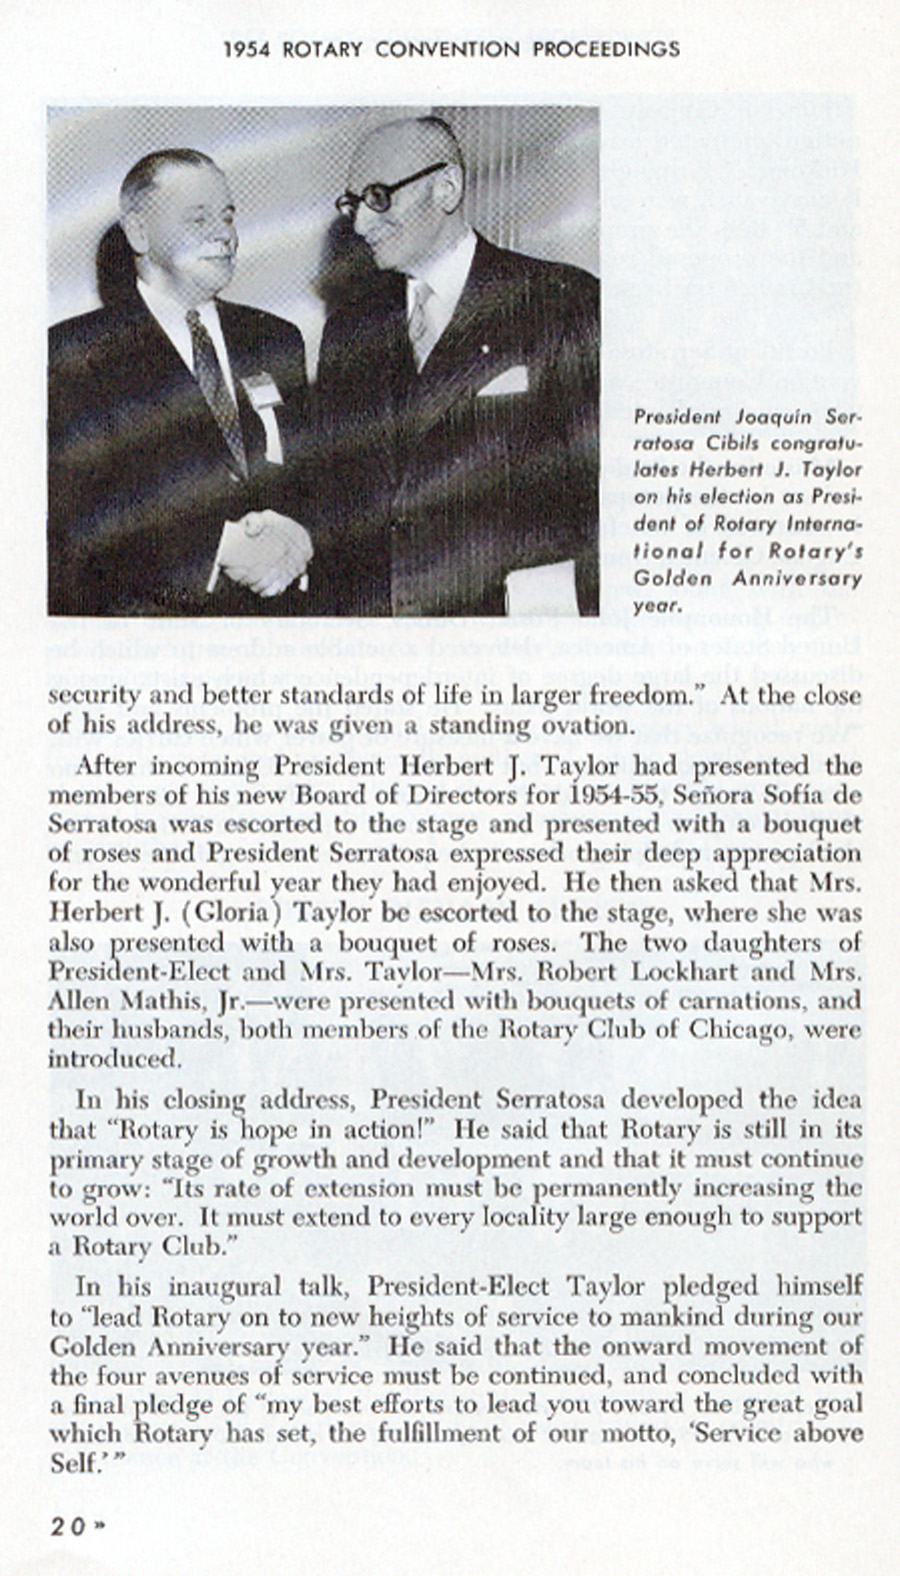 1954 ROTARY CONVENTION PROCEEDINGS
President Joaquin Ser-
ratosa Cibils congratu-
lates Herbert J. Taylor
on his election as Presi-
dent of Rotary Interna-
tional for Rotary's
Golden Anniversary
year.
security and better standards of life in larger freedom.” At the close
of his address, he was given a standing ovation.
After incoming President Herbert J. Taylor had presented the
members of his new Board of Directors for 1954-55, Señora Sofía de
Serratosa was escorted to the stage and presented with a bouquet
of roses and President Serratosa expressed their deep appreciation
for the wonderful year they had enjoyed. He then asked that Mrs.
Herbert J. (Gloria) Taylor be escorted to the stage, where she was
also presented with a bouquet of roses. The two daughters of
President-Elect and Mrs. Taylor—Mrs. Robert Lockhart and Mrs.
Allen Mathis, Jr.—were presented with bouquets of carnations, and
their husbands, both members of the Rotary Club of Chicago, were
introduced.
In his closing address, President Serratosa developed the idea
that “Rotary is hope in action!” He said that Rotary is still in its
primary stage of growth and development and that it must continue
to grow: “Its rate of extension must be permanently increasing the
world over. It must extend to every locality large enough to support
a Rotary Club.”
In his inaugural talk, President-Elect Taylor pledged himself
to “lead Rotary on to new heights of service to mankind during our
Golden Anniversary year.” He said that the onward movement of
the four avenues of service must be continued, and concluded with
a final pledge of “my best efforts to lead you toward the great goal
which Rotary has set, the fulfillment of our motto, ‘Service above
Self.’”
20 »